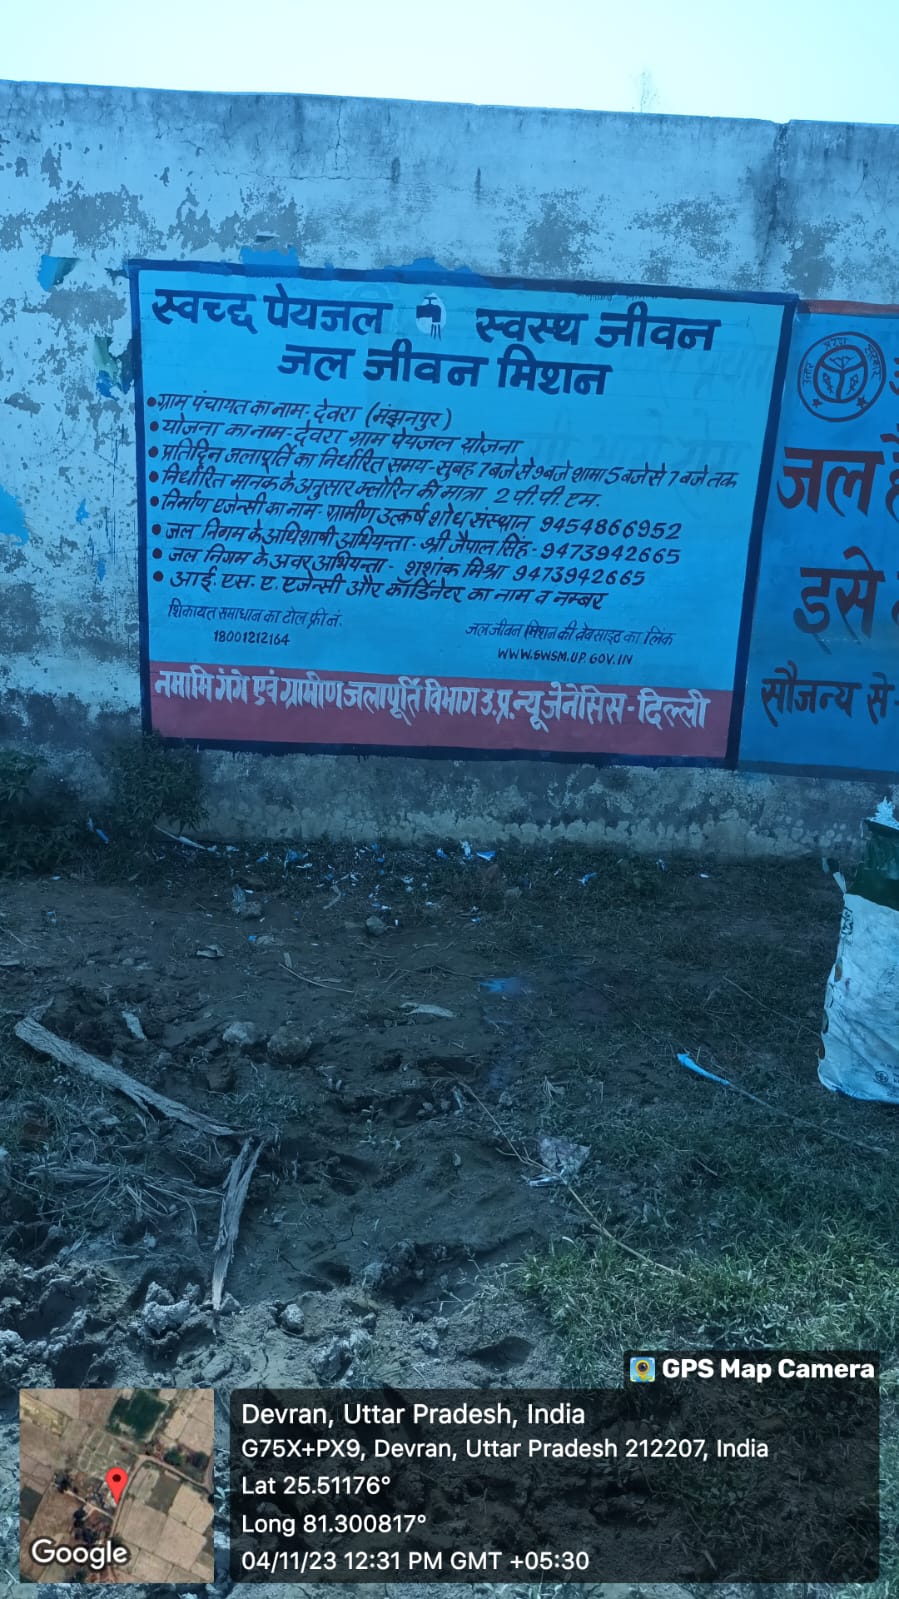 स्वच्छ पेयजल स्वस्थ जीवन
जल जीवन मिशन
•ग्राम पंचायत का नाम- देवरा (मंझनपुर)
•योजना का नाम-देवरा ग्राम पेयजल योजना
•प्रतिदिन जलापूर्ति का निर्धारित समय-सुबह 7 बजे से 9 बजे शाम 5 बजे से 7 बजे तक
•निर्धारित मानक के अनुसार क्लोरिन की मात्रा 2 पी.पी.एम.
•निर्माण एजेन्सी का नाम- ग्रामीण उत्कर्ष शोध संस्थान 9454866952
•जल निगम के अधिशाषी अभियन्ता- श्री जैपाल सिंह- 9473942665
•जल निगम के अवर अभियन्ता- शशांक मिश्रा 9473942665
•आई. एस. ए. एजेन्सी और कॉर्डिनेटर का नाम व नम्बर
शिकायत समाधान का टोल फ्री नं.
18001212164
जल जीवन मिशन की वेबसाइट का लिंक
WWW.SWSM.UP.GOV.IN
नमामि गंगे एवं ग्रामीण जलापूर्ति विभाग उ.प्र. न्यू जेनेसिस-दिल्ली
उत्तर प्रदेश सरकार
जल है
इसे
सौजन्य से-
GPS Map Camera
Devran, Uttar Pradesh, India
G75X+PX9, Devran, Uttar Pradesh 212207, India
Lat 25.51176°
Long 81.300817°
04/11/23 12:31 PM GMT +05:30
Google